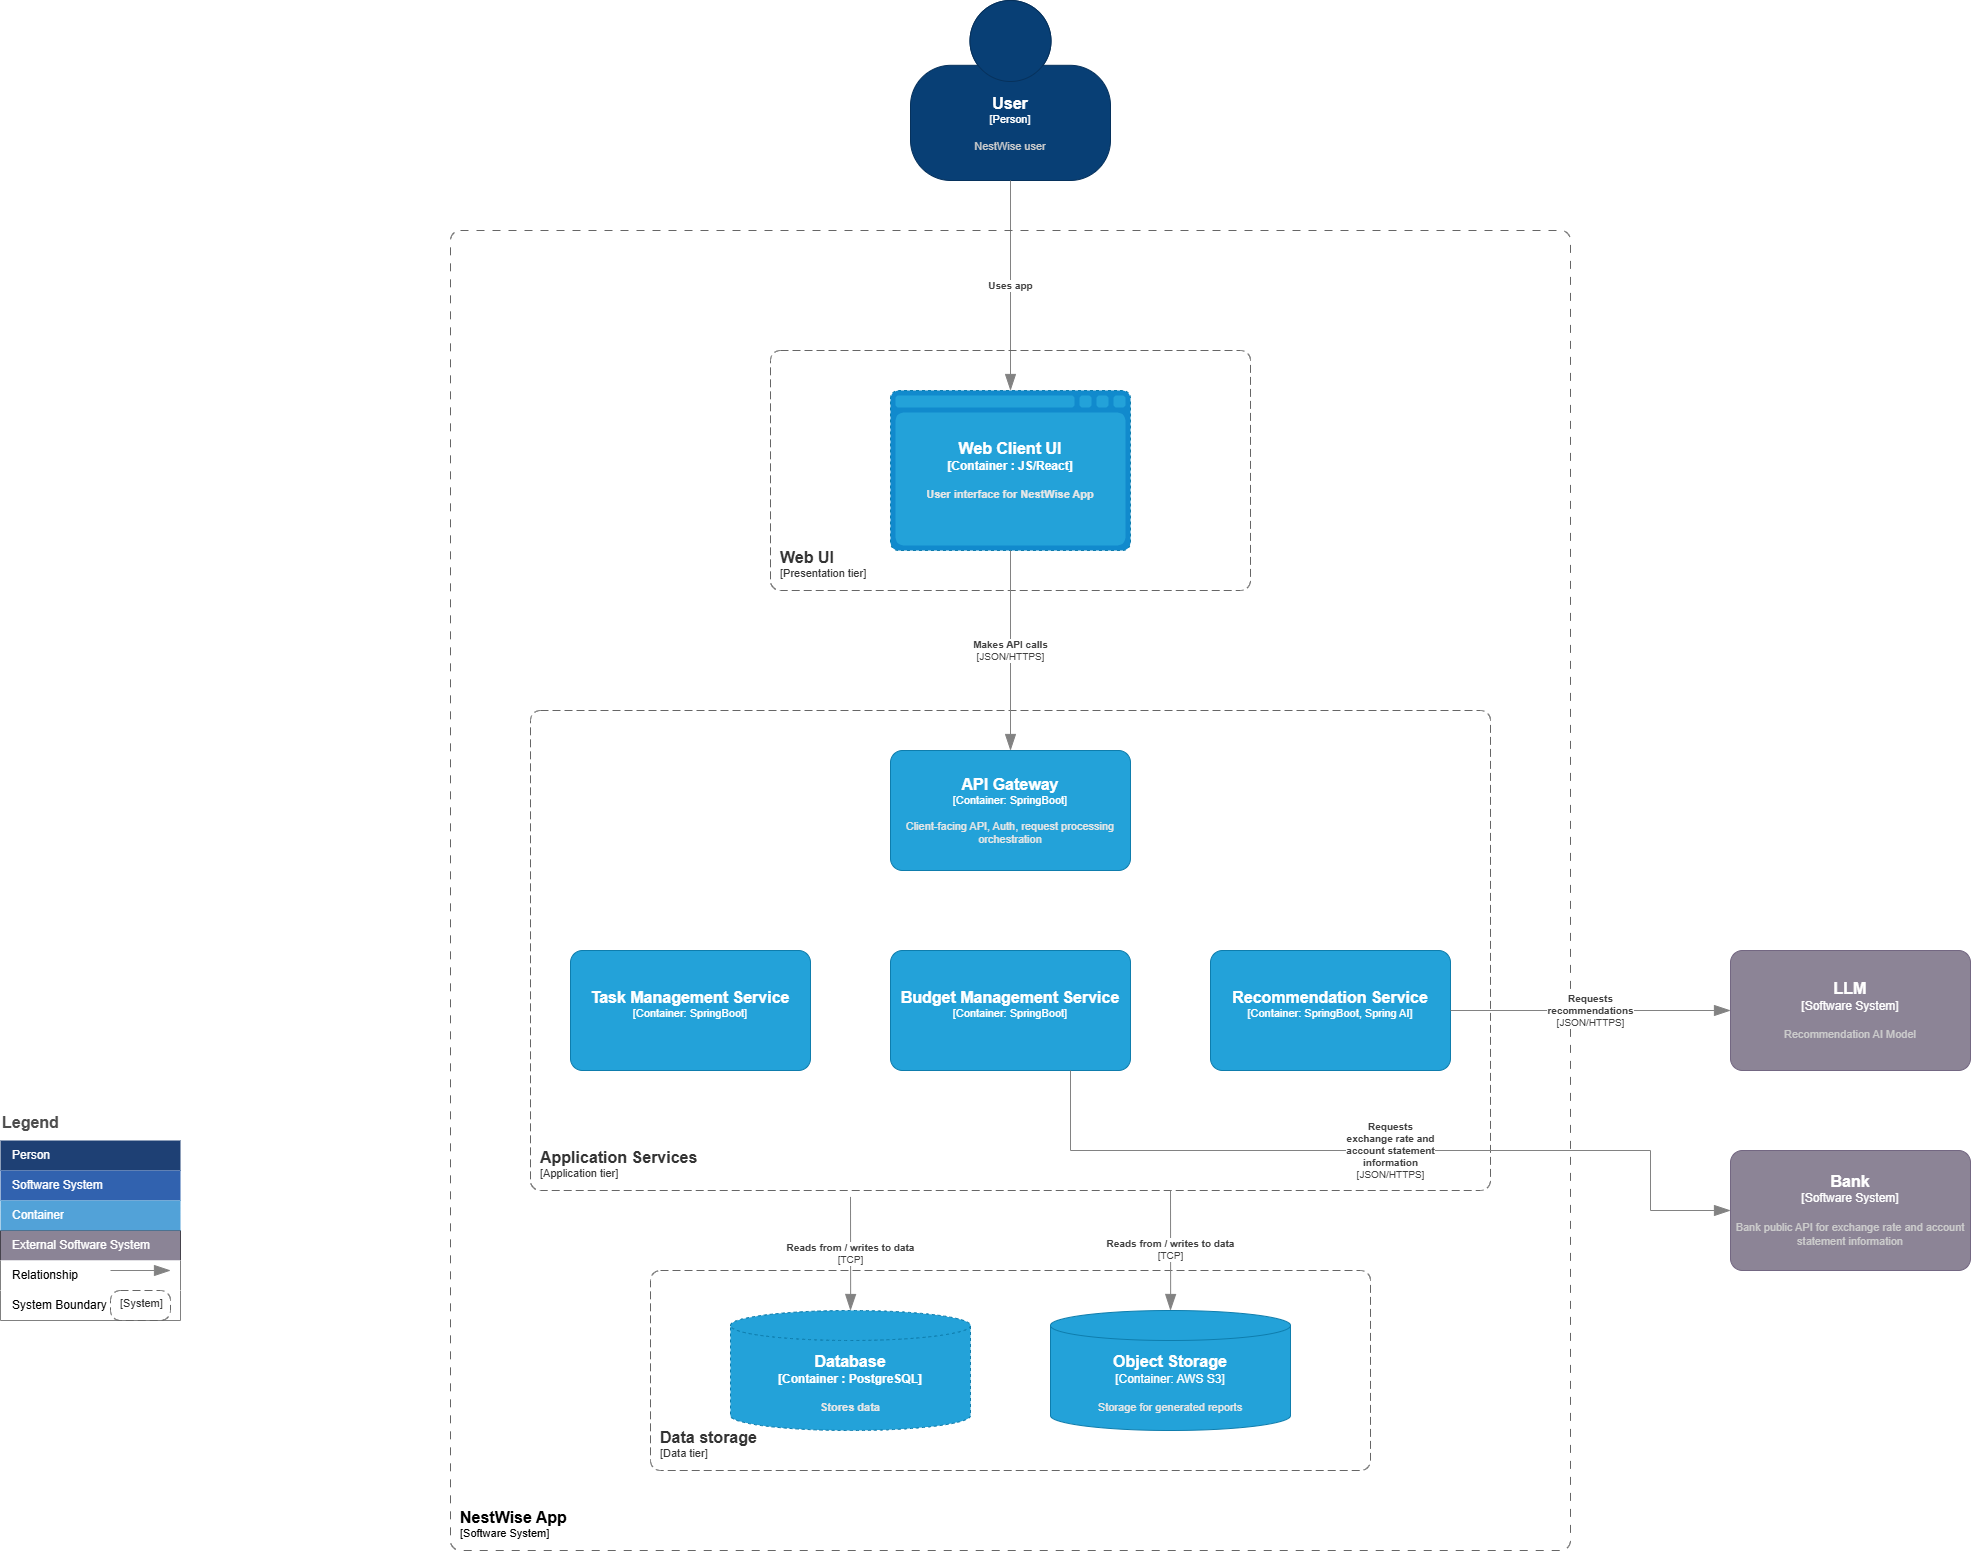 User
[Person]
NestWise user
Uses app
Web Client UI
[Container : JS/React]
User interface for NestWise App
Web UI
[Presentation tier]
Makes API calls
[JSON/HTTPS]
API Gateway
[Container: SpringBoot]
Client-facing API, Auth, request processing
orchestration
Task Management Service
[Container: SpringBoot]
Budget Management Service
[Container: SpringBoot]
Recommendation Service
[Container: SpringBoot, Spring AI]
Requests
recommendations
[JSON/HTTPS]
LLM
[Software System]
Recommendation AI Model
Requests
exchange rate and
account statement
information
[JSON/HTTPS]
Bank
[Software System]
Bank public API for exchange rate and account
statement information
Application Services
[Application tier]
Reads from / writes to data
[TCP]
Reads from / writes to data
[TCP]
Database
[Container : PostgreSQL]
Stores data
Object Storage
[Container: AWS S3]
Storage for generated reports
Data storage
[Data tier]
NestWise App
[Software System]
Legend
Person
Software System
Container
External Software System
Relationship
System Boundary
[System]